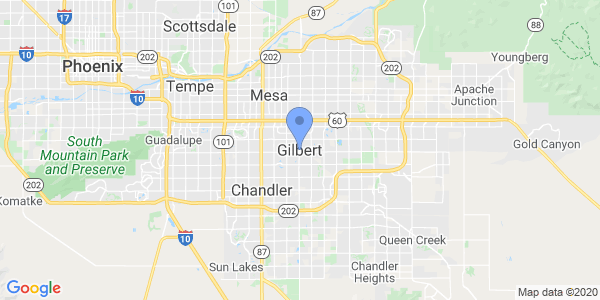 Scottsdale
87
17
88
10
202
202
Youngberg
Phoenix
202
Tempe
Mesa
Apache
Junction
10
60
Guadalupe
101
Gilbert
Gold Canyon
South
Mountain Park
and Preserve
202
Chandler
Komatke
202
10
87
Queen Creek
Sun Lakes
Chandler
Heights
Google
Map data ©2020